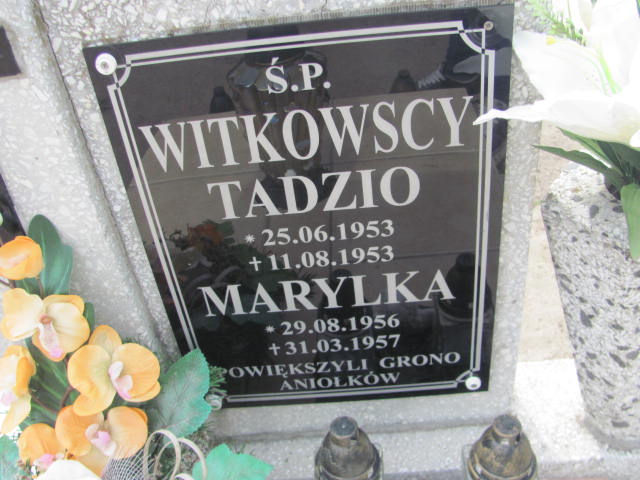 Ś.P.
WITKOWSCY
TADZIO
* 25.06.1953
+ 11.08.1953
MARYLKA
* 29.08.1956
+ 31.03.1957
POWIĘKSZYLI GRONO
ANIOŁKÓW